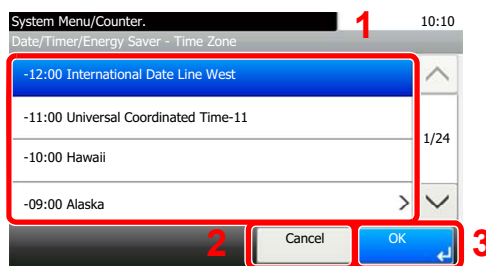 System Menu/Counter. 1 10:10
Date/Timer/Energy Saver - Time Zone
-12:00 International Date Line West
-11:00 Universal Coordinated Time-11
1/24
-10:00 Hawaii
-09:00 Alaska
2 Cancel OK 3